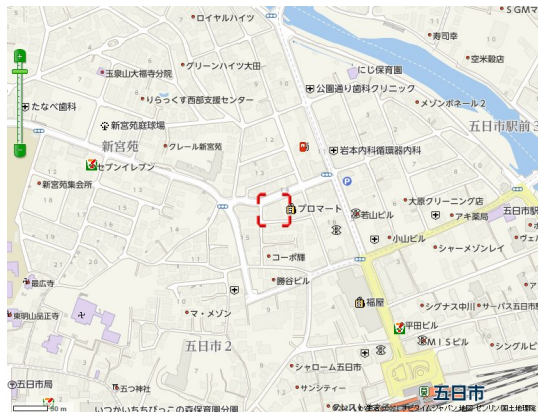 ロイヤルハイツ
SGMマ
寿司幸
グリーンハイツ大田
空米穀店
玉泉山大福寺分院
にじ保育園
公園通り歯科クリニック
りらっくす西部支援センター
メゾンボネール2
たなべ歯科
新宮苑庭球場
五日市駅前3
新宮苑
クレール新宮苑
岩本内科循環器内科
セブンイレブン
新宮苑集会所
プロマート
大原クリーニング店
若山ビル
アキ薬局
五日市駅
小山ビル
シャーメゾンレイ
ヴェ
コーポ輝
最広寺
勝谷ビル
福屋
シグナス中川
サーパス五日市駅
東明山品正寺
マ・メゾン
平田ビル
五日市2
MISビル
シングルビ
シャローム五日市
五日市局
五日市
五つ神社
サンシティー
50m
いつかいちちびっこの森保育園分園